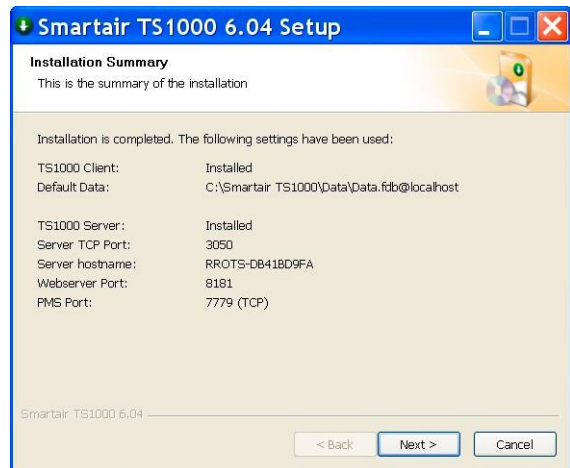 Smartair TS1000 6.04 Setup
Installation Summary
This is the summary of the installation
Installation is completed. The following settings have been used:
TS1000 Client: Installed
Default Data: C:\Smartair TS1000\Data\Data.fdb@localhost
TS1000 Server: Installed
Server TCP Port: 3050
Server hostname: RROTS-DB41BD9FA
Webserver Port: 8181
PMS Port: 7779 (TCP)
Smartair TS1000 6.04
< Back Next > Cancel